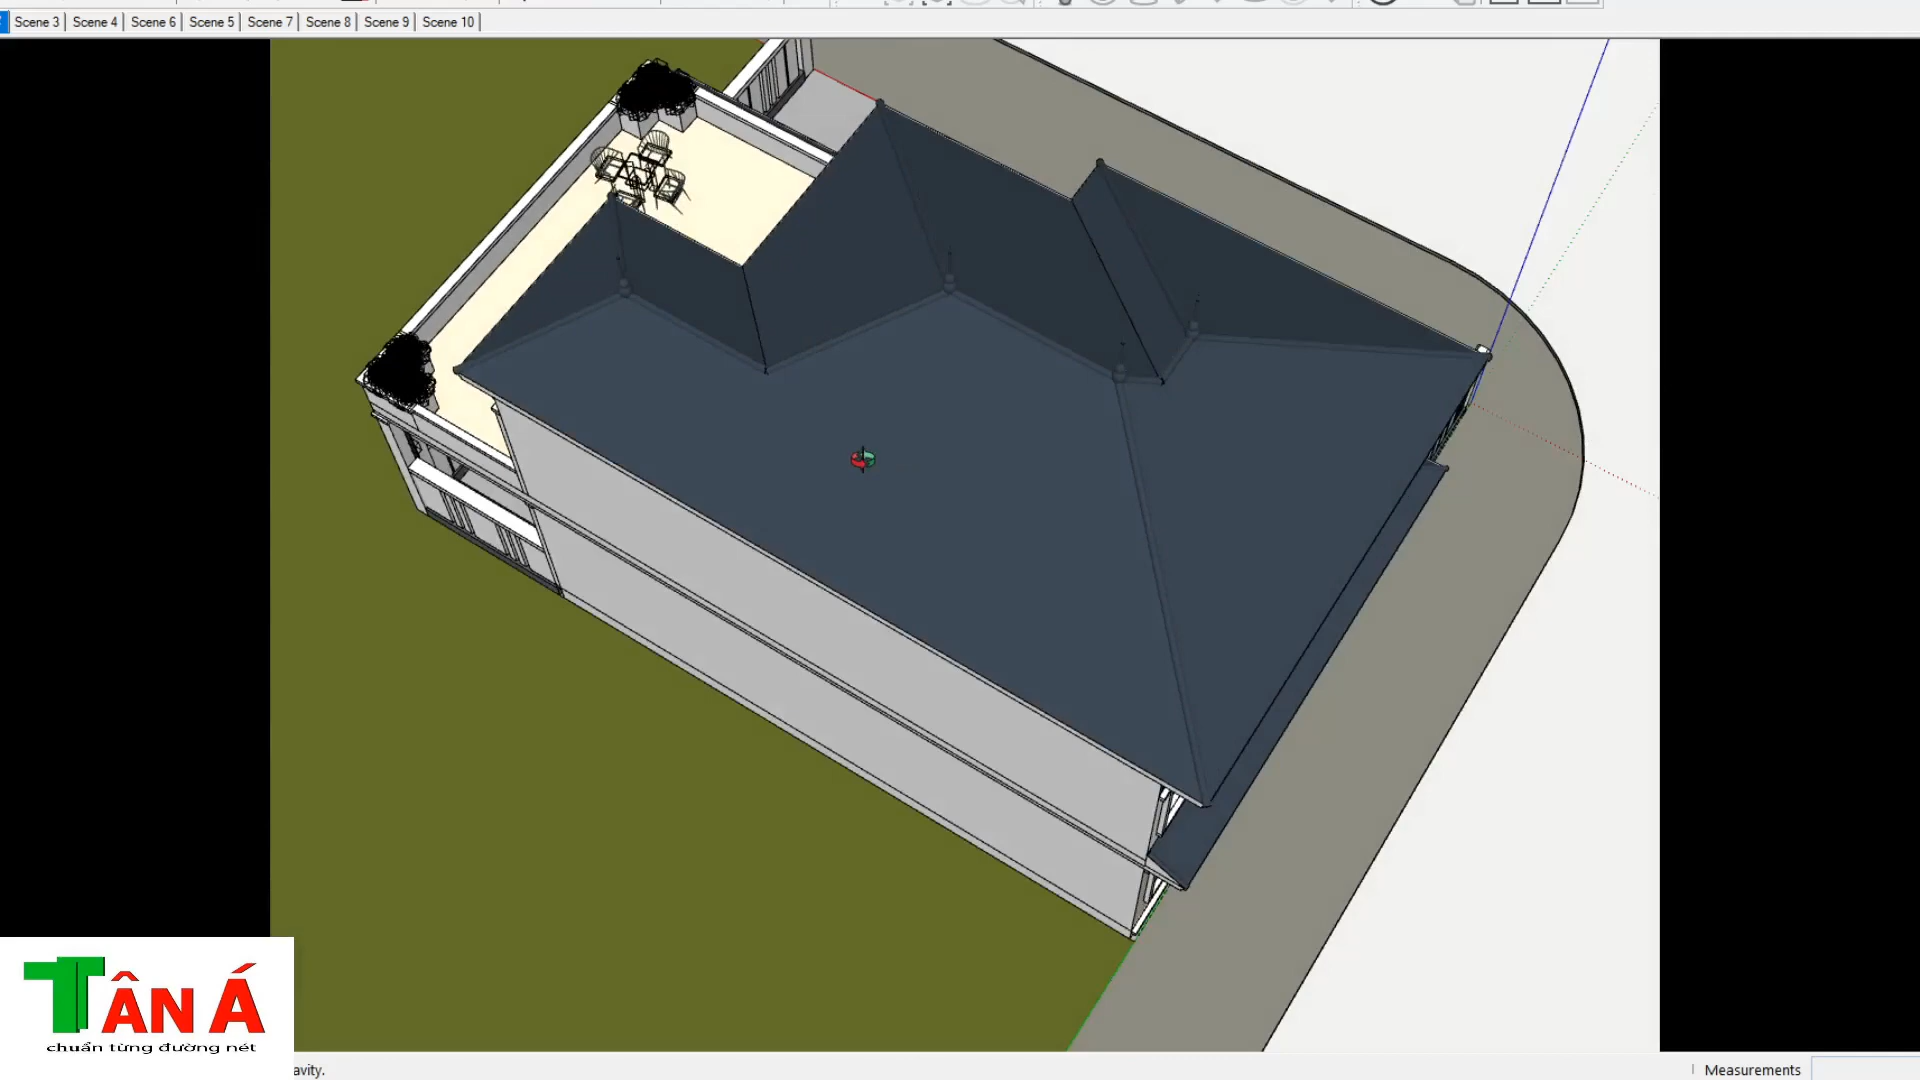 Scene 3 Scene 4 Scene 6 Scene 5 Scene 7 Scene 8 Scene 9 Scene 10
TÂN Á
chuẩn từng đường nét
avity.
Measurements